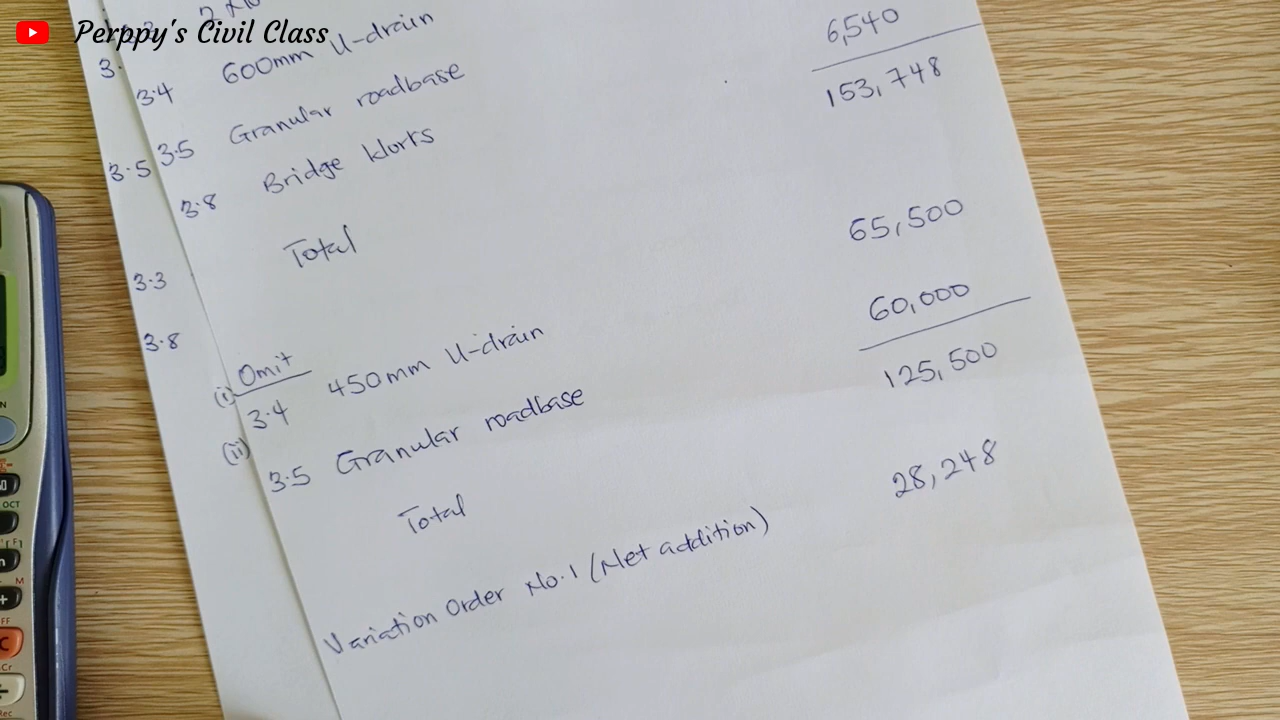 Perppy's Civil Class
3.4 600mm U-drain
3.5 Granular roadbase
3.8 Bridge Works 6,540
Total 153,748
3.5
3.3
3.8
Omit
(i) 3.4 450mm U-drain 65,500
(ii) 3.5 Granular roadbase 60,000
Total 125,500
Variation Order No.1 (Net addition) 28,248